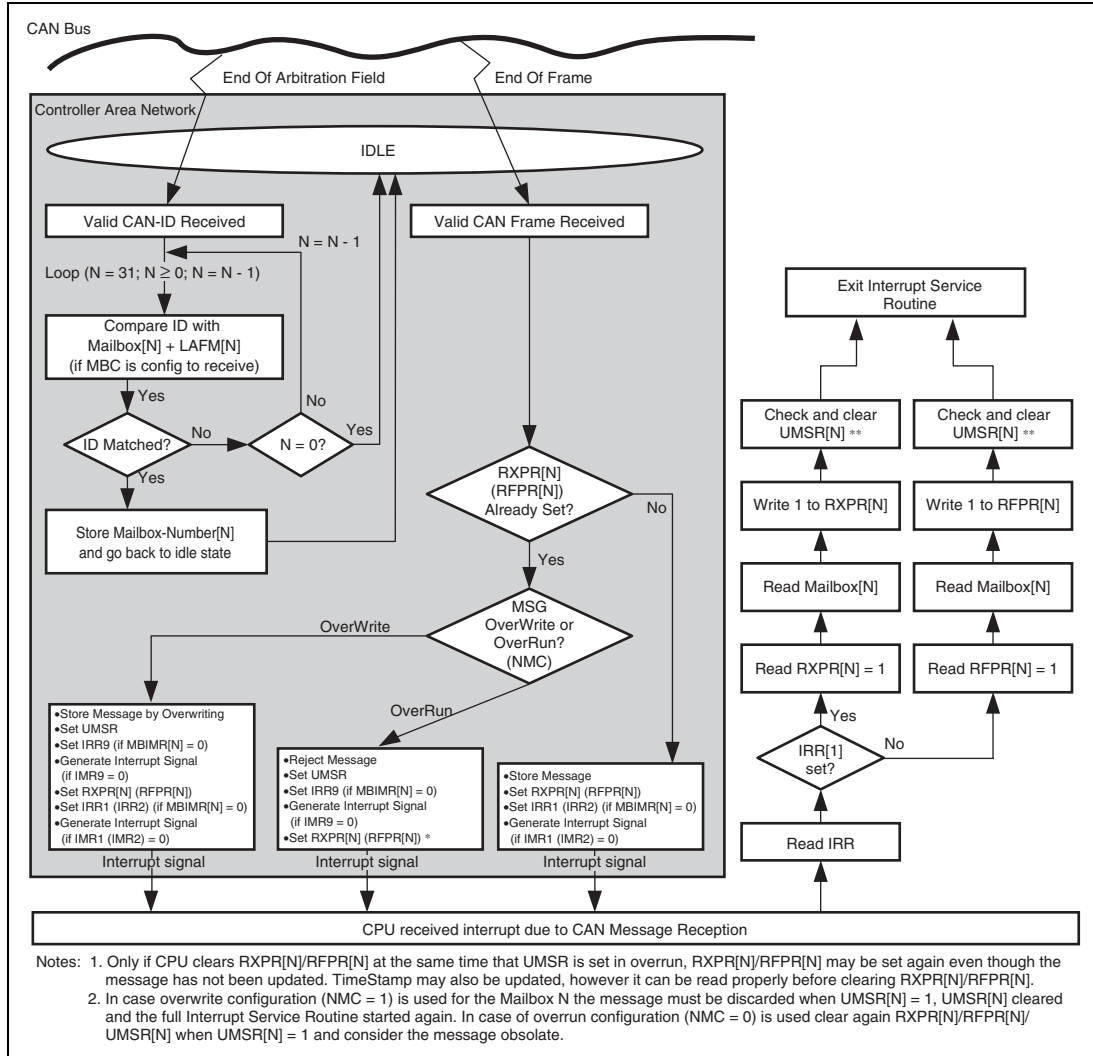 CAN Bus
End Of Arbitration Field
End Of Frame
Controller Area Network
IDLE
Valid CAN-ID Received
Valid CAN Frame Received
N = N - 1
Loop (N = 31; N ≥ 0; N = N - 1)
Compare ID with
Mailbox[N] + LAFM[N]
(if MBC is config to receive)
Yes
No
ID Matched?
No
N = 0?
Yes
Yes
Store Mailbox-Number[N]
and go back to idle state
RXPR[N]
(RFPR[N])
Already Set?
No
Yes
MSG
OverWrite or
OverRun?
(NMC)
OverWrite
OverRun
•Store Message by Overwriting
•Set UMSR
•Set IRR9 (if MBIMR[N] = 0)
•Generate Interrupt Signal
(if IMR9 = 0)
•Set RXPR[N] (RFPR[N])
•Set IRR1 (IRR2) (if MBIMR[N] = 0)
•Generate Interrupt Signal
(if IMR1 (IMR2) = 0)
•Reject Message
•Set UMSR
•Set IRR9 (if MBIMR[N] = 0)
•Generate Interrupt Signal
(if IMR9 = 0)
•Set RXPR[N] (RFPR[N]) *
•Store Message
•Set RXPR[N] (RFPR[N])
•Set IRR1 (IRR2) (if MBIMR[N] = 0)
•Generate Interrupt Signal
(if IMR1 (IMR2) = 0)
Interrupt signal
Interrupt signal
Interrupt signal
Exit Interrupt Service
Routine
Check and clear
UMSR[N] **
Check and clear
UMSR[N] **
Write 1 to RXPR[N]
Write 1 to RFPR[N]
Read Mailbox[N]
Read Mailbox[N]
Read RXPR[N] = 1
Read RFPR[N] = 1
Yes
IRR[1]
set?
No
Read IRR
CPU received interrupt due to CAN Message Reception
Notes: 1. Only if CPU clears RXPR[N]/RFPR[N] at the same time that UMSR is set in overrun, RXPR[N]/RFPR[N] may be set again even though the
message has not been updated. TimeStamp may also be updated, however it can be read properly before clearing RXPR[N]/RFPR[N].
2. In case overwrite configuration (NMC = 1) is used for the Mailbox N the message must be discarded when UMSR[N] = 1, UMSR[N] cleared
and the full Interrupt Service Routine started again. In case of overrun configuration (NMC = 0) is used clear again RXPR[N]/RFPR[N]/
UMSR[N] when UMSR[N] = 1 and consider the message obsolate.